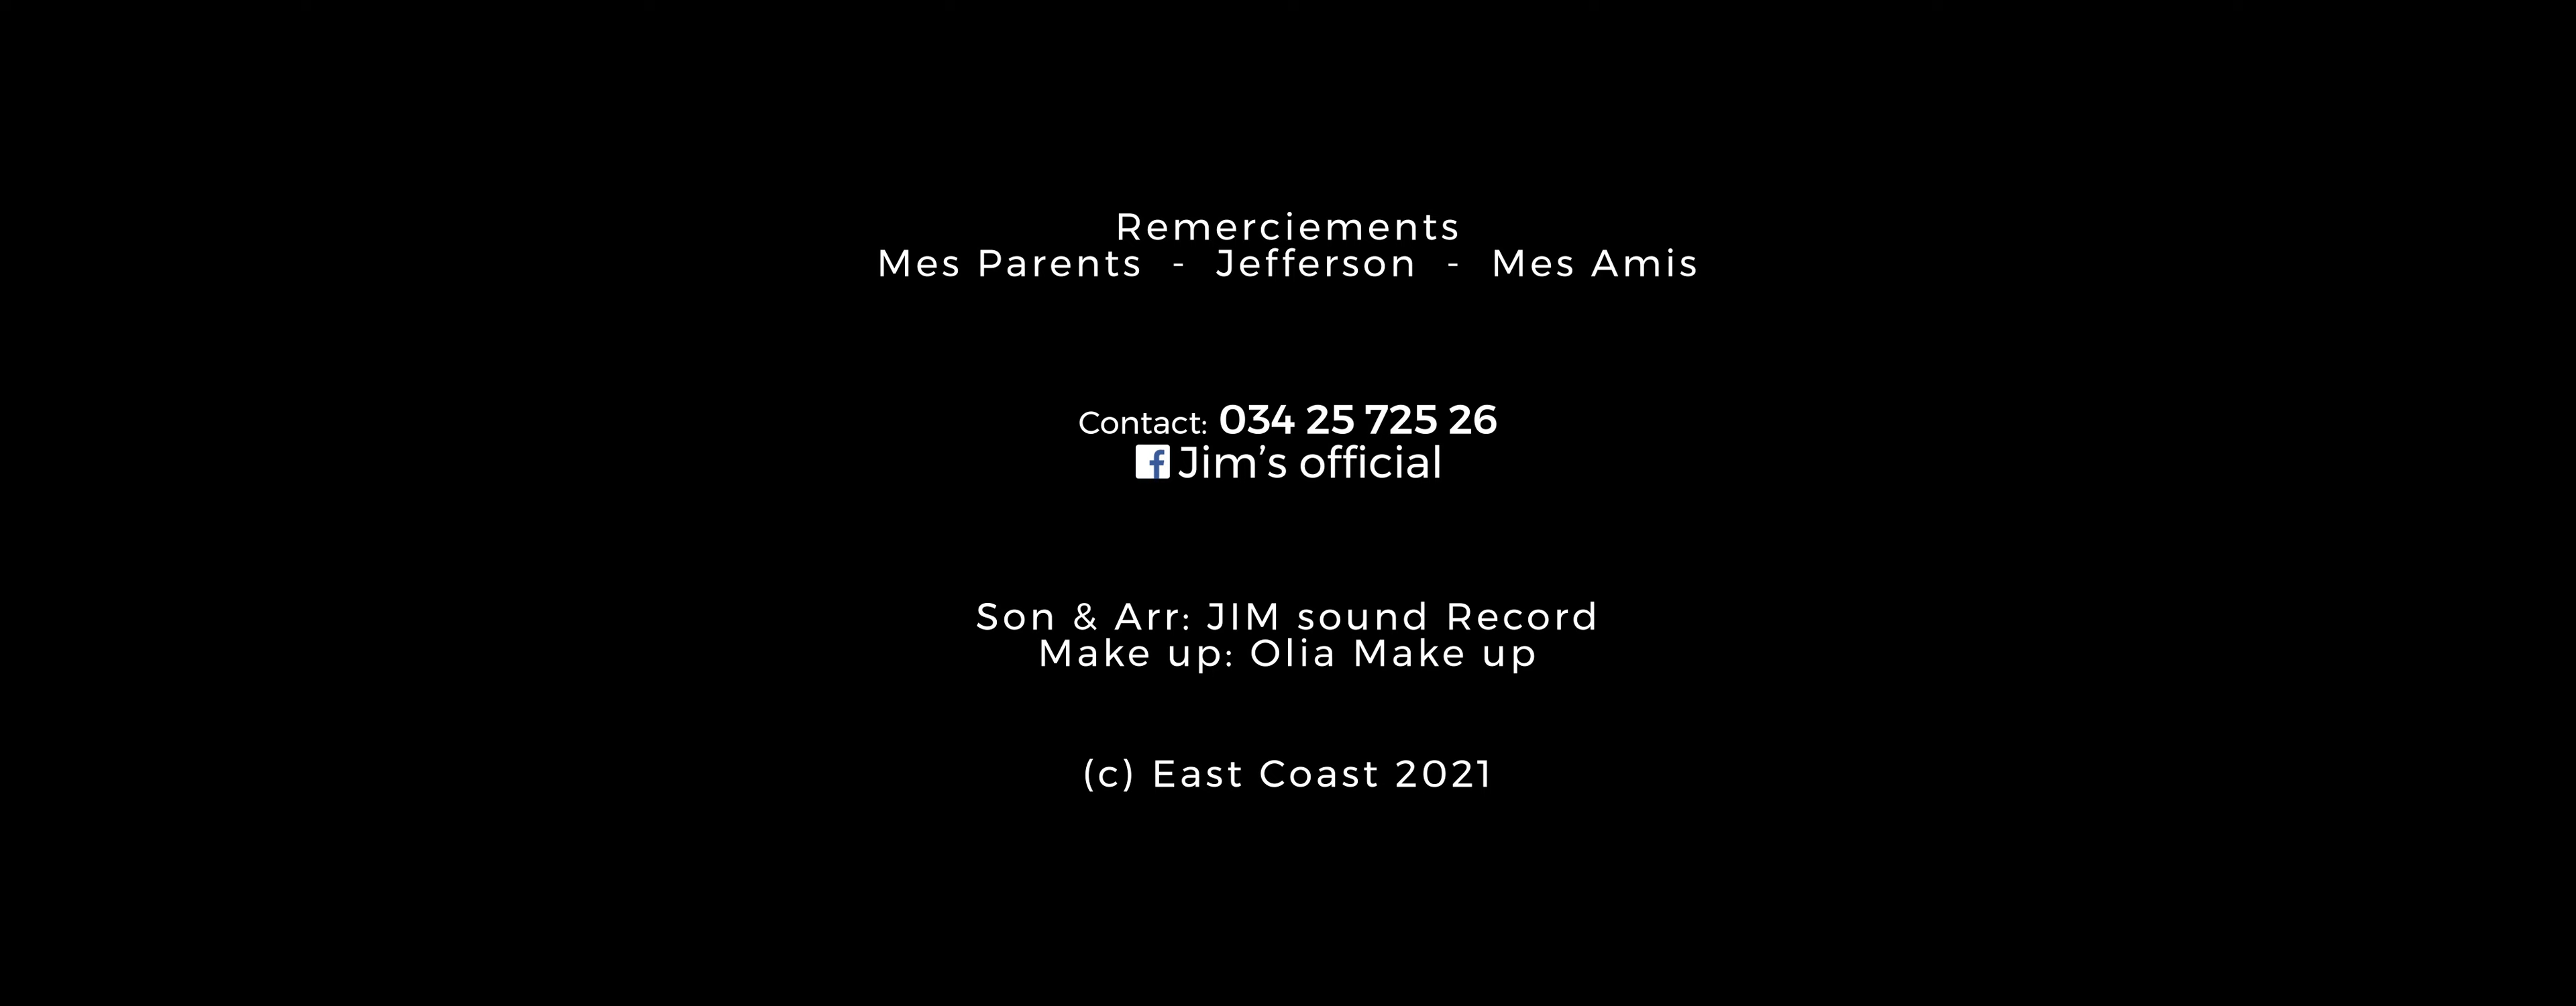 Remerciements
Mes Parents - Jefferson - Mes Amis
Contact: 034 25 725 26
Jim’s official
Son & Arr: JIM sound Record
Make up: Olia Make up
(c) East Coast 2021